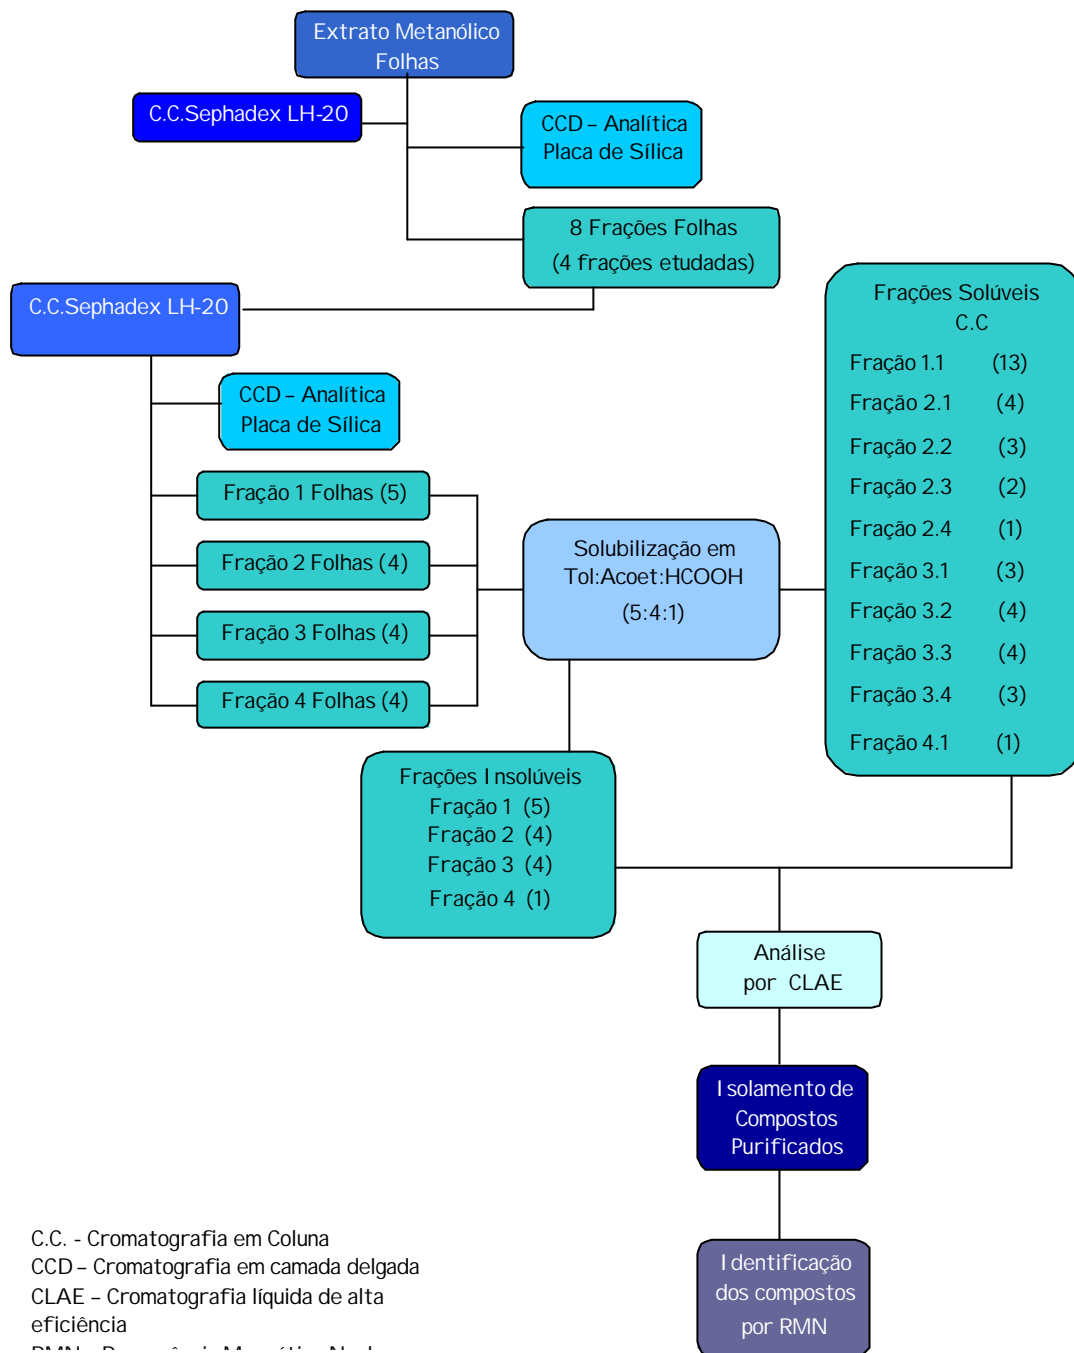 Extrato Metanólico
Folhas
C.C.Sephadex LH-20
CCD – Analítica
Placa de Sílica
8 Frações Folhas
(4 frações etudadas)
C.C.Sephadex LH-20
CCD – Analítica
Placa de Sílica
Fração 1 Folhas (5)
Fração 2 Folhas (4)
Fração 3 Folhas (4)
Fração 4 Folhas (4)
Solubilização em
Tol:Acoet:HCOOH
(5:4:1)
Frações Solúveis
C.C
Fração 1.1 (13)
Fração 2.1 (4)
Fração 2.2 (3)
Fração 2.3 (2)
Fração 2.4 (1)
Fração 3.1 (3)
Fração 3.2 (4)
Fração 3.3 (4)
Fração 3.4 (3)
Fração 4.1 (1)
Frações Insolúveis
Fração 1 (5)
Fração 2 (4)
Fração 3 (4)
Fração 4 (1)
Análise
por CLAE
Isolamento de
Compostos
Purificados
Identificação
dos compostos
por RMN
C.C. - Cromatografia em Coluna
CCD – Cromatografia em camada delgada
CLAE – Cromatografia líquida de alta
eficiência